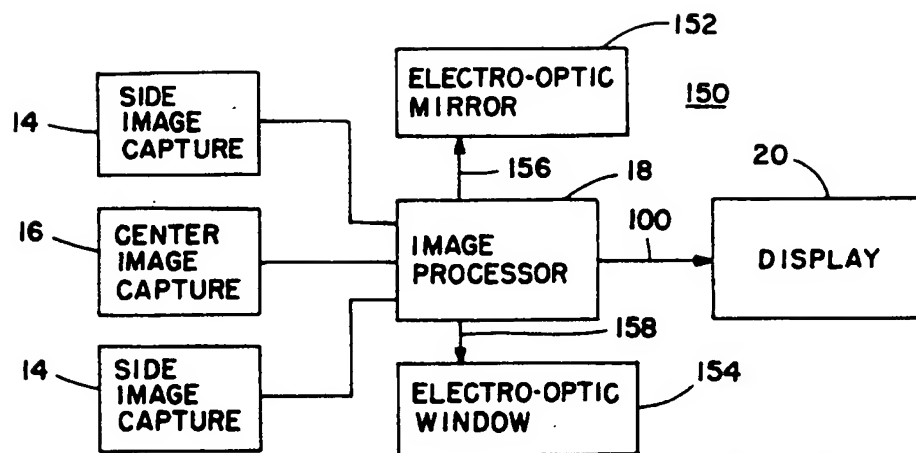 152
ELECTRO-OPTIC
MIRROR
150
SIDE
IMAGE
CAPTURE
14
156
18
20
16
CENTER
IMAGE
CAPTURE
IMAGE
PROCESSOR
100
DISPLAY
158
14
SIDE
IMAGE
CAPTURE
ELECTRO-OPTIC
WINDOW
154